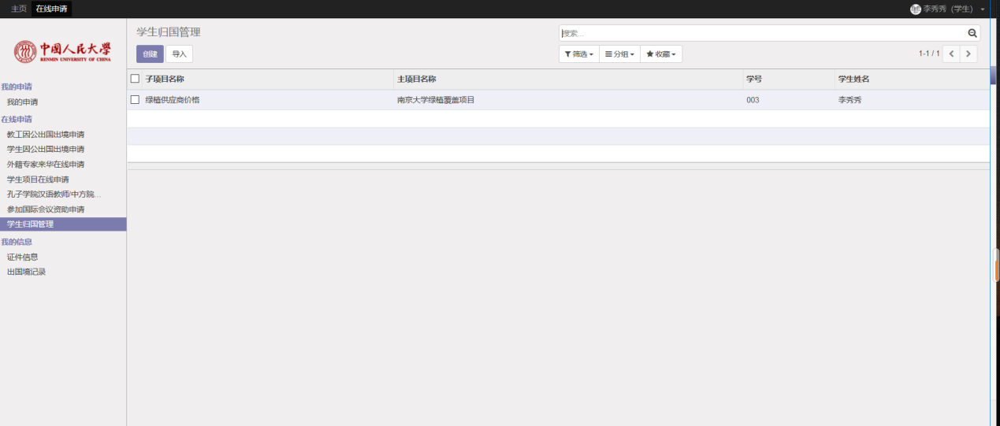 主页 在线申请 李秀秀（学生）
中国人民大学
RENMIN UNIVERSITY OF CHINA
学生归国管理
搜索...
创建 导入
筛选 分组 收藏 1-1 / 1
子项目名称 主项目名称 学号 学生姓名
绿植供应商价格 南京大学绿植覆盖项目 003 李秀秀
我的申请
我的申请
在线申请
教工因公出国出境申请
学生因公出国出境申请
外籍专家来华在线申请
学生项目在线申请
孔子学院汉语教师/中方院...
参加国际会议资助申请
学生归国管理
我的信息
证件信息
出国境记录